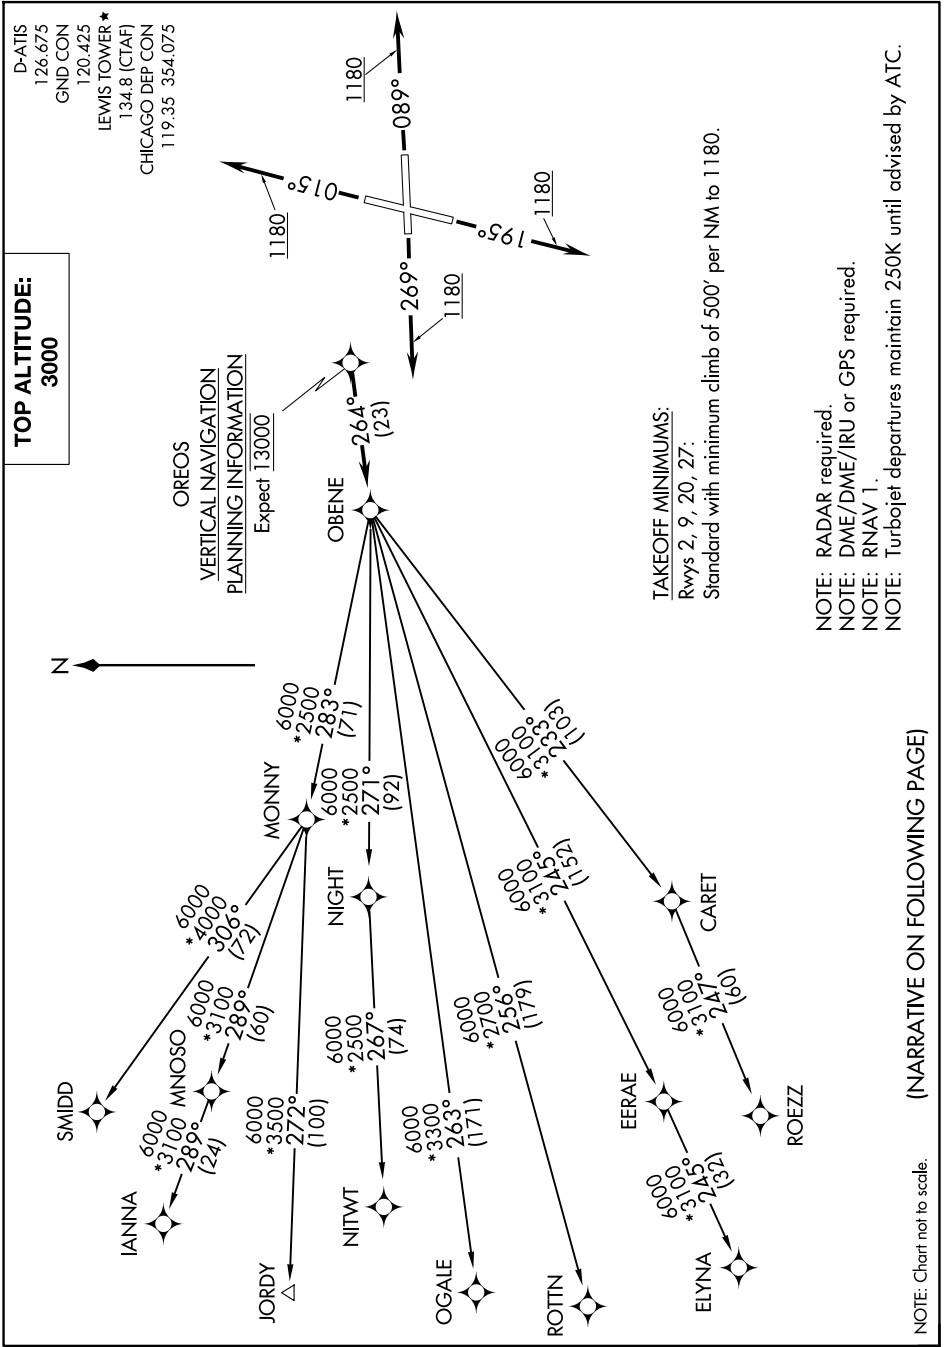 TOP ALTITUDE:
3000
D-ATIS
126.675
GND CON
120.425
LEWIS TOWER★
134.8 (CTAF)
CHICAGO DEP CON
119.35 354.075
N
SMIDD
6000
*4000
306°
(72)
IANNA
6000
*3100
289°
(24)
MNOSO
6000
*3100
289°
(60)
JORDY
6000
*3500
272°
(100)
MONNY
6000
*2500
283°
(71)
NITWT
6000
*2500
267°
(74)
NIGHT
6000
*2500
271°
(92)
OBENE
264°
(23)
OREOS
VERTICAL NAVIGATION
PLANNING INFORMATION
Expect 13000
OGALE
6000
*3300
263°
(171)
ROTTN
6000
*2700
256°
(179)
ELYNA
6000
*3100
245°
(32)
EERAE
6000
*3100
245°
(152)
ROEZZ
6000
*3100
247°
(60)
CARET
6000
*3100
233°
(103)
1180
015°
1180
089°
1180
269°
1180
195°
TAKEOFF MINIMUMS:
Rwys 2, 9, 20, 27:
Standard with minimum climb of 500' per NM to 1180.
NOTE: RADAR required.
NOTE: DME/DME/IRU or GPS required.
NOTE: RNAV 1.
NOTE: Turbojet departures maintain 250K until advised by ATC.
(NARRATIVE ON FOLLOWING PAGE)
NOTE: Chart not to scale.